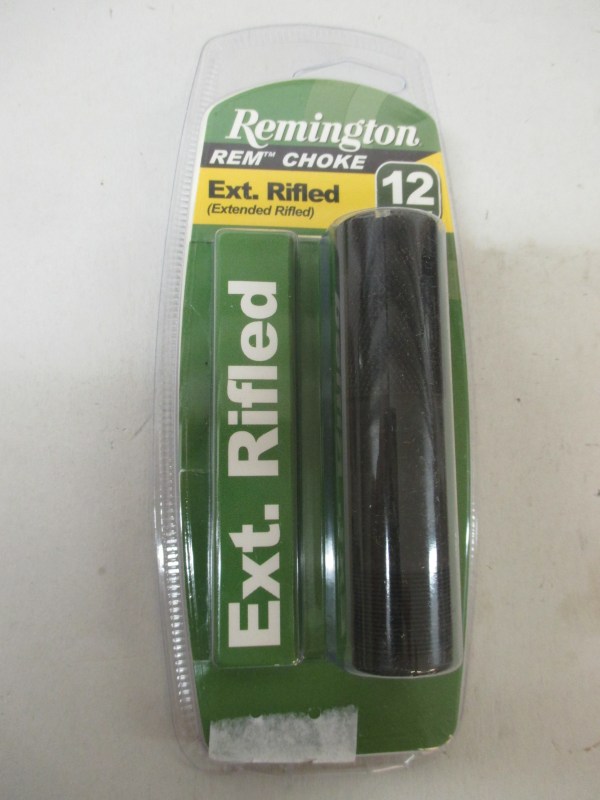 Remington
REM™ CHOKE
Ext. Rifled
(Extended Rifled)
12
Ext. Rifled